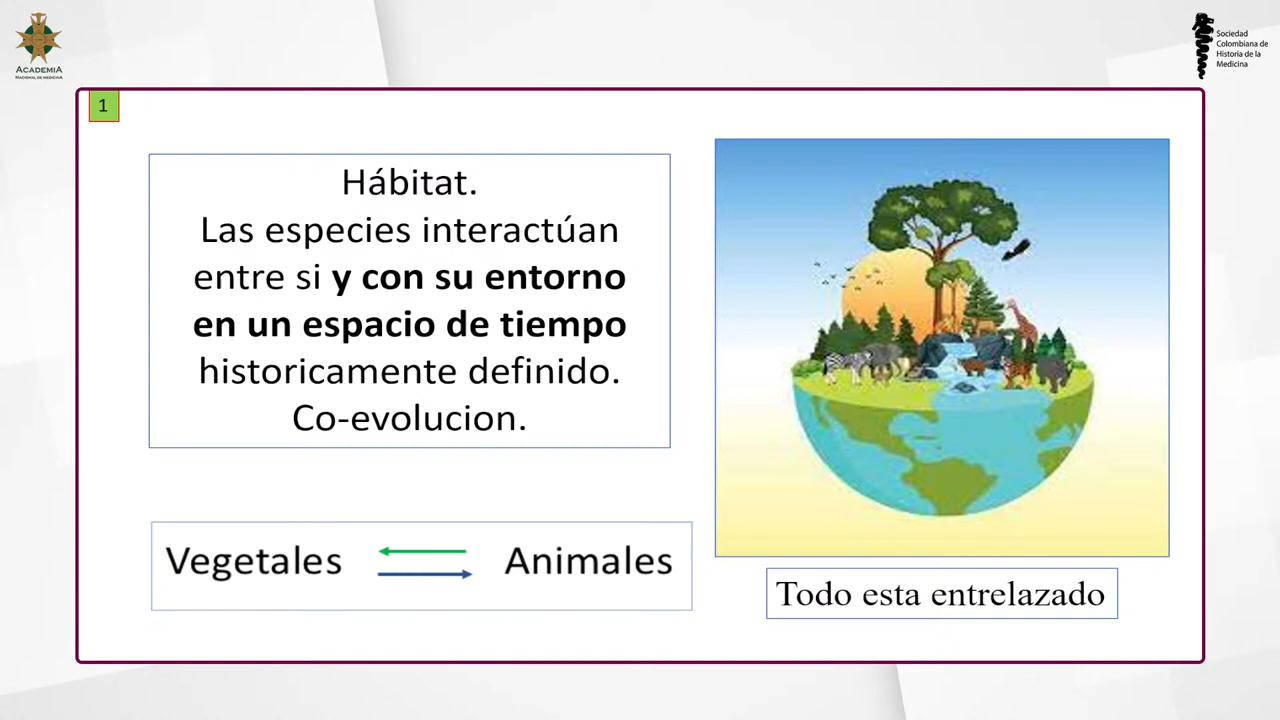 ACADEMIA
NACIONAL DE MEDICINA
Sociedad
Colombiana de
Historia de la
Medicina
1
Hábitat.
Las especies interactúan
entre si y con su entorno
en un espacio de tiempo
historicamente definido.
Co-evolucion.
Vegetales
Animales
Todo esta entrelazado